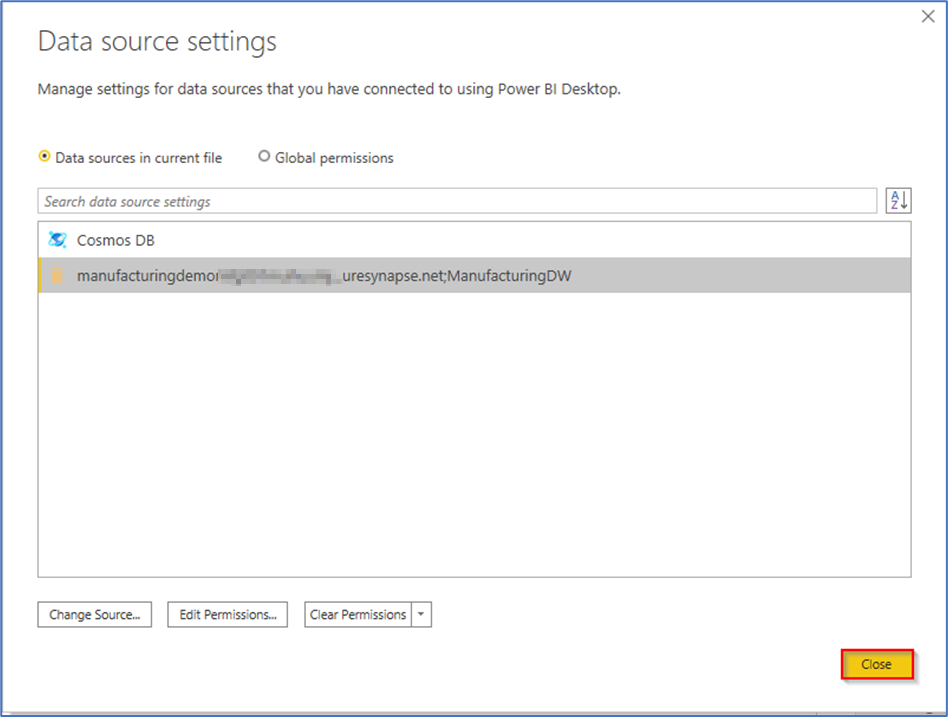 Data source settings
Manage settings for data sources that you have connected to using Power BI Desktop.
Data sources in current file Global permissions
Search data source settings
A
Z
Cosmos DB
manufacturingdemo uresynapse.net;ManufacturingDW
Change Source... Edit Permissions... Clear Permissions
Close